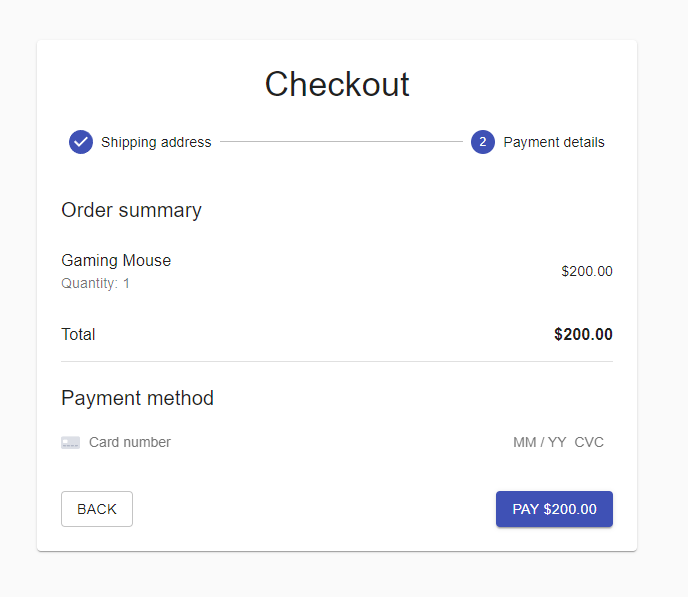 Checkout
Shipping address 2 Payment details
Order summary
Gaming Mouse
Quantity: 1
$200.00
Total $200.00
Payment method
Card number MM / YY CVC
BACK PAY $200.00